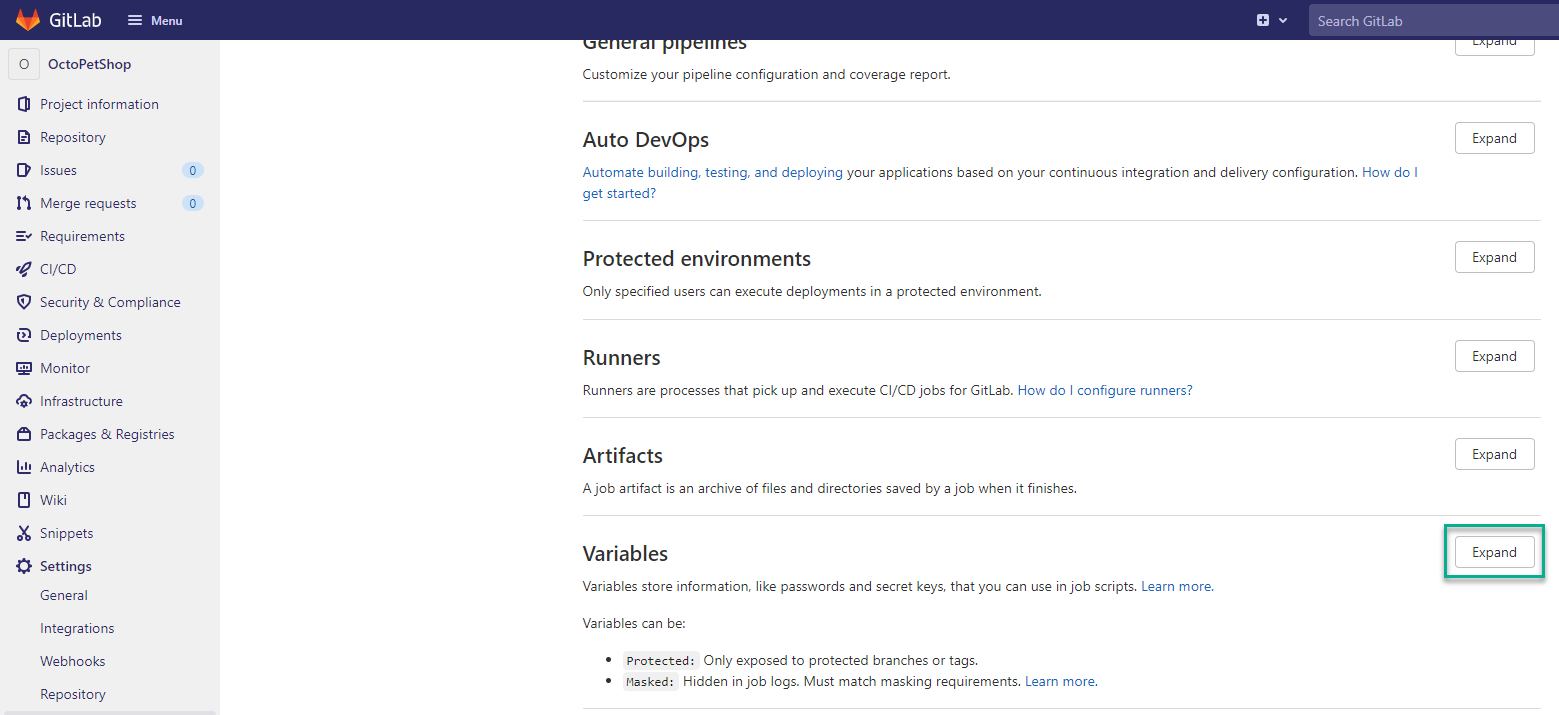 GitLab
Menu
Search GitLab
O
OctoPetShop
Project information
Repository
Issues
0
Merge requests
0
Requirements
CI/CD
Security & Compliance
Deployments
Monitor
Infrastructure
Packages & Registries
Analytics
Wiki
Snippets
Settings
General
Integrations
Webhooks
Repository
General pipelines
Expand
Customize your pipeline configuration and coverage report.
Auto DevOps
Expand
Automate building, testing, and deploying your applications based on your continuous integration and delivery configuration. How do I
get started?
Protected environments
Expand
Only specified users can execute deployments in a protected environment.
Runners
Expand
Runners are processes that pick up and execute CI/CD jobs for GitLab. How do I configure runners?
Artifacts
Expand
A job artifact is an archive of files and directories saved by a job when it finishes.
Variables
Expand
Variables store information, like passwords and secret keys, that you can use in job scripts. Learn more.
Variables can be:
Protected: Only exposed to protected branches or tags.
Masked: Hidden in job logs. Must match masking requirements. Learn more.